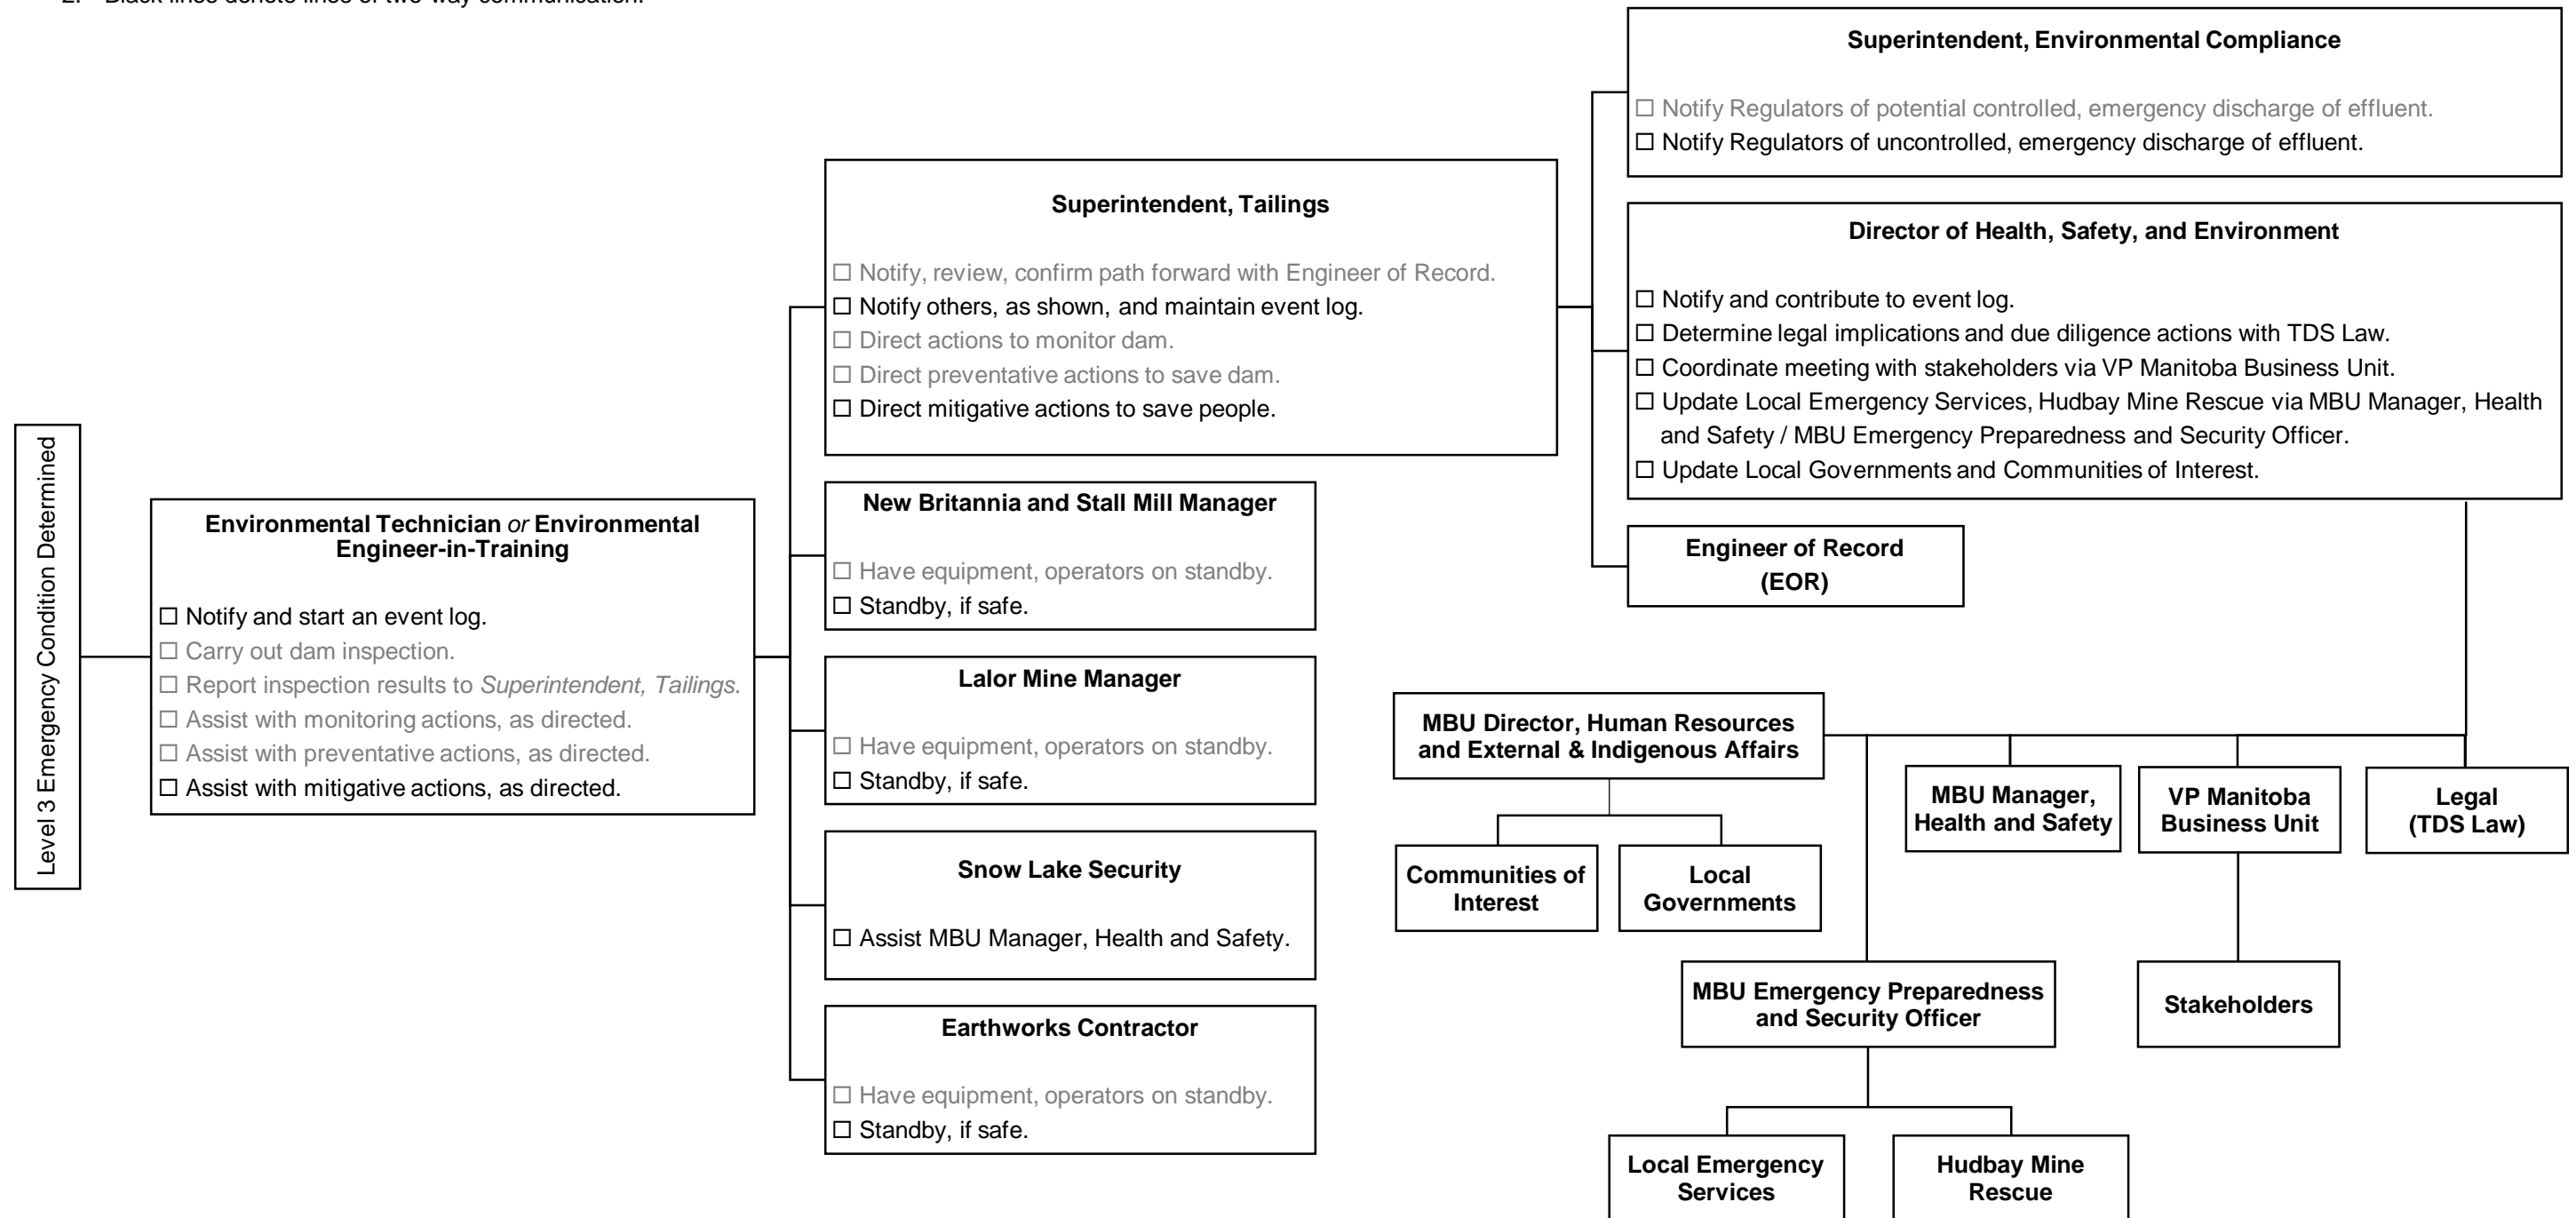 2. Black lines denote lines of two-way communication.
Level 3 Emergency Condition Determined
Environmental Technician or Environmental
Engineer-in-Training
☐ Notify and start an event log.
☐ Carry out dam inspection.
☐ Report inspection results to Superintendent, Tailings.
☐ Assist with monitoring actions, as directed.
☐ Assist with preventative actions, as directed.
☐ Assist with mitigative actions, as directed.
Superintendent, Tailings
☐ Notify, review, confirm path forward with Engineer of Record.
☐ Notify others, as shown, and maintain event log.
☐ Direct actions to monitor dam.
☐ Direct preventative actions to save dam.
☐ Direct mitigative actions to save people.
New Britannia and Stall Mill Manager
☐ Have equipment, operators on standby.
☐ Standby, if safe.
Lalor Mine Manager
☐ Have equipment, operators on standby.
☐ Standby, if safe.
Snow Lake Security
☐ Assist MBU Manager, Health and Safety.
Earthworks Contractor
☐ Have equipment, operators on standby.
☐ Standby, if safe.
Superintendent, Environmental Compliance
☐ Notify Regulators of potential controlled, emergency discharge of effluent.
☐ Notify Regulators of uncontrolled, emergency discharge of effluent.
Director of Health, Safety, and Environment
☐ Notify and contribute to event log.
☐ Determine legal implications and due diligence actions with TDS Law.
☐ Coordinate meeting with stakeholders via VP Manitoba Business Unit.
☐ Update Local Emergency Services, Hudbay Mine Rescue via MBU Manager, Health
and Safety / MBU Emergency Preparedness and Security Officer.
☐ Update Local Governments and Communities of Interest.
Engineer of Record
(EOR)
MBU Director, Human Resources
and External & Indigenous Affairs
Communities of
Interest
Local
Governments
MBU Manager,
Health and Safety
VP Manitoba
Business Unit
Legal
(TDS Law)
MBU Emergency Preparedness
and Security Officer
Stakeholders
Local Emergency
Services
Hudbay Mine
Rescue